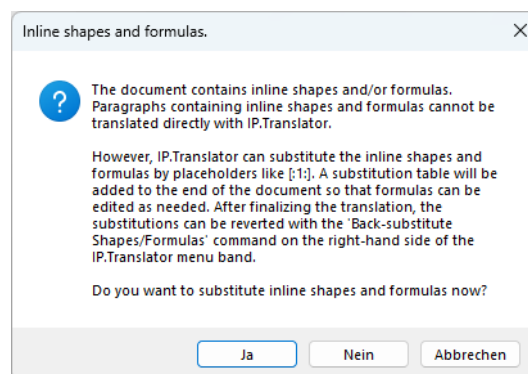 Inline shapes and formulas.
The document contains inline shapes and/or formulas.
Paragraphs containing inline shapes and formulas cannot be
translated directly with IP.Translator.
However, IP.Translator can substitute the inline shapes and
formulas by placeholders like [:1:]. A substitution table will be
added to the end of the document so that formulas can be
edited as needed. After finalizing the translation, the
substitutions can be reverted with the 'Back-substitute
Shapes/Formulas' command on the right-hand side of the
IP.Translator menu band.
Do you want to substitute inline shapes and formulas now?
Ja
Nein
Abbrechen